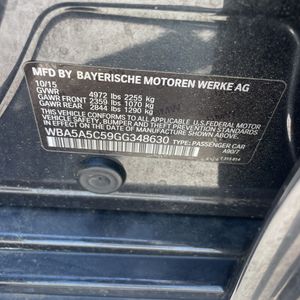 MFD BY BAYERISCHE MOTOREN WERKE AG
10/15
GVWR 4972 lbs 2255 kg
GAWR FRONT 2359 lbs 1070 kg
GAWR REAR 2844 lbs 1290 kg
THIS VEHICLE CONFORMS TO ALL APPLICABLE U.S. FEDERAL MOTOR VEHICLE
SAFETY, BUMPER AND THEFT PREVENTION STANDARDS IN EFFECT
ON THE DATE OF MANUFACTURE SHOWN ABOVE.
WBA5A5C59GG348630 TYPE: PASSENGER CAR
A90/7